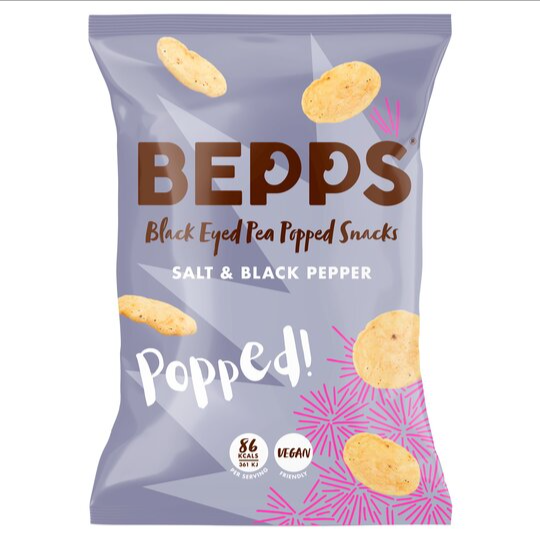 BEPPS
Black Eyed Pea Popped Snacks
SALT & BLACK PEPPER
Popped!
86
KCALS
361 KJ
PER SERVING
VEGAN
FRIENDLY